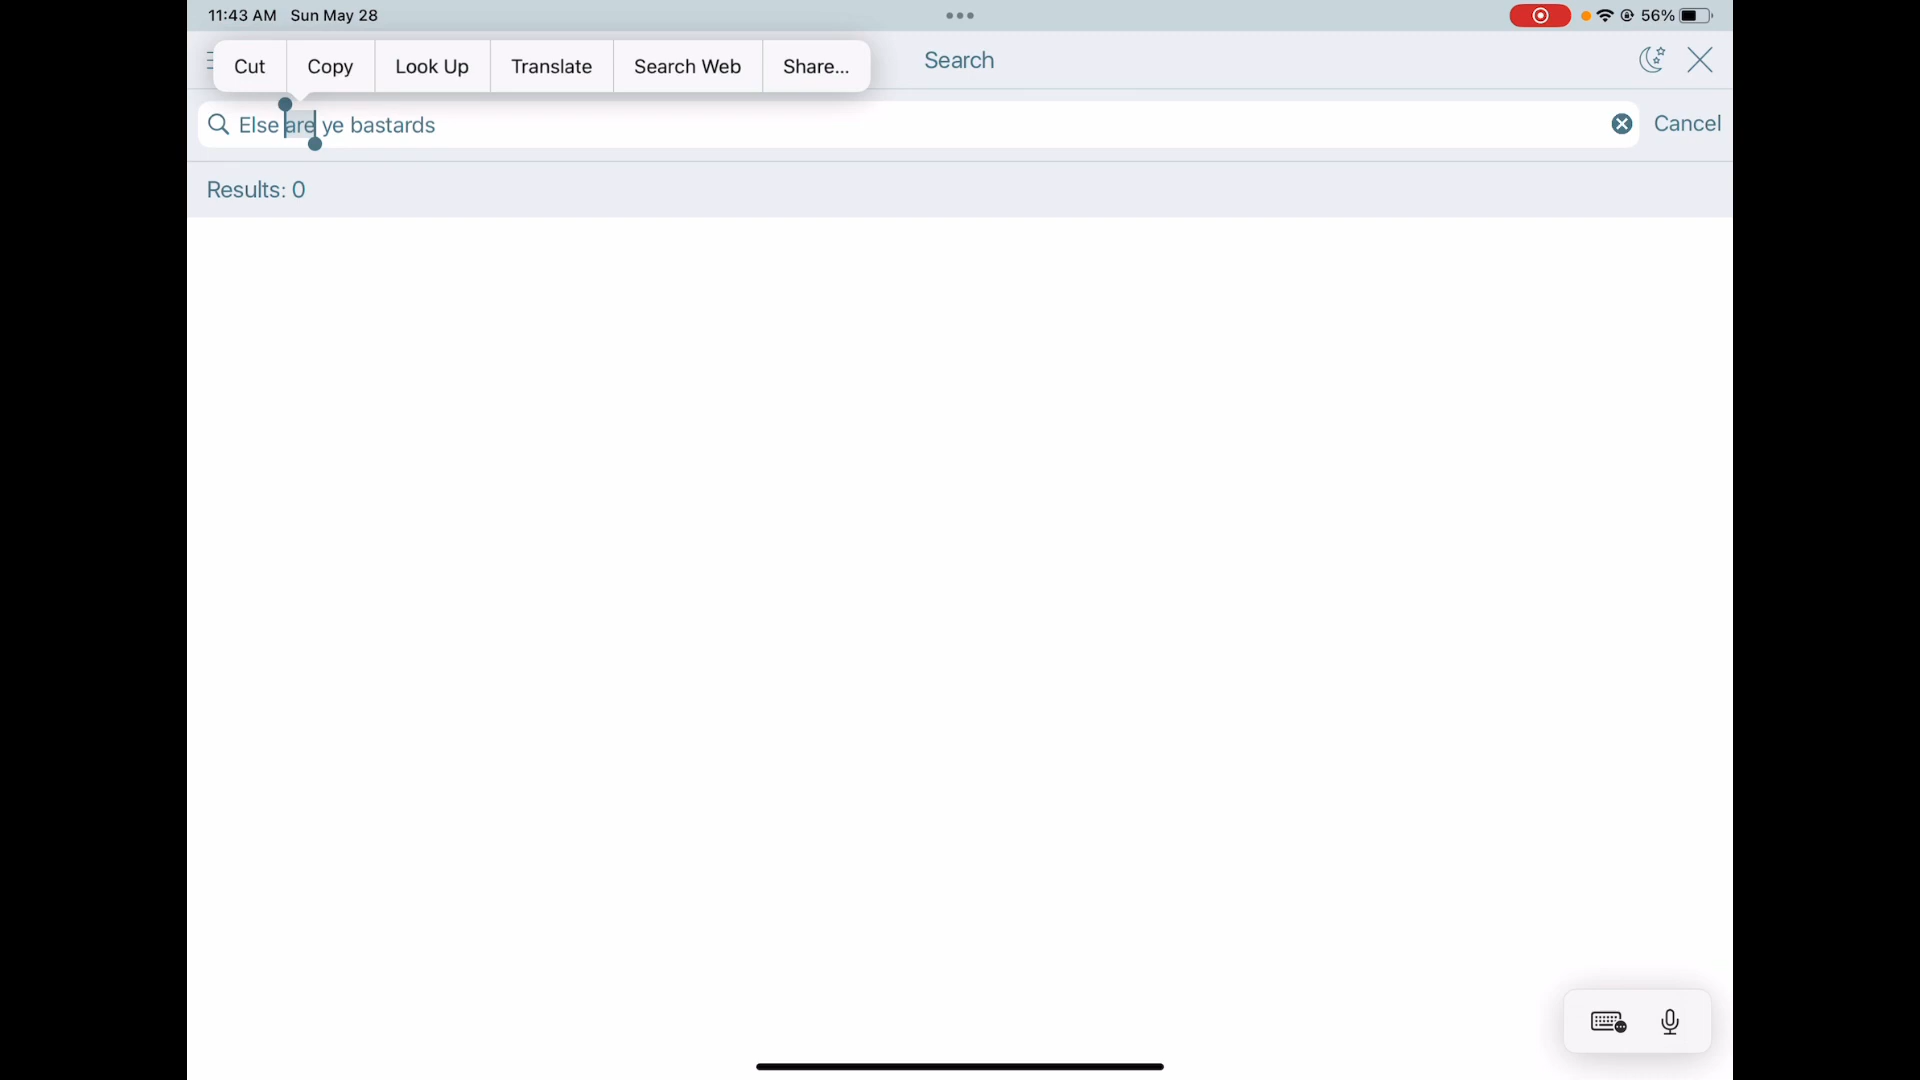 11:43 AM Sun May 28
56%
Cut Copy Look Up Translate Search Web Share...
Search
Else are ye bastards
Cancel
Results: 0